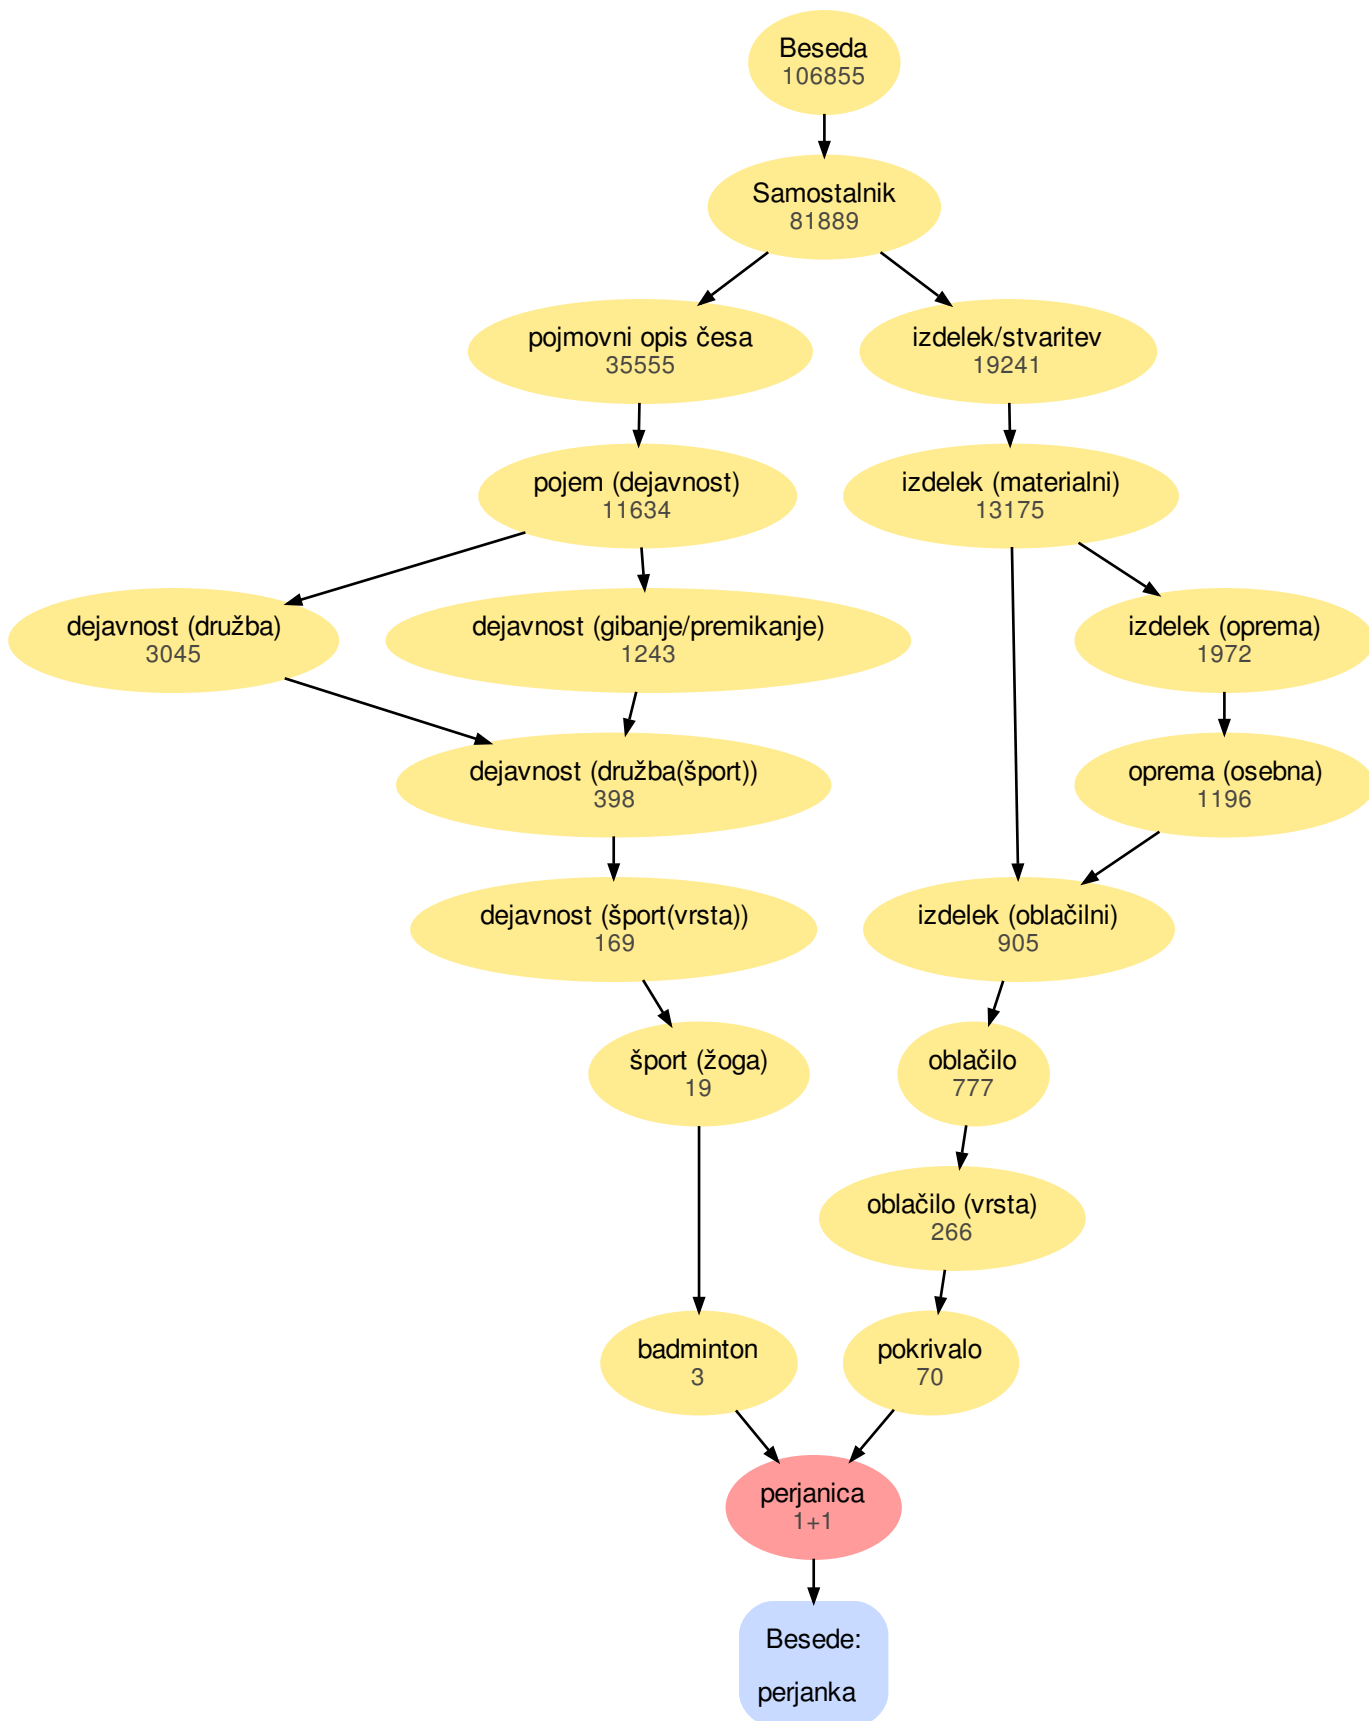 Beseda
106855
Samostalnik
81889
pojmovni opis česa
35555
izdelek/stvaritev
19241
pojem (dejavnost)
11634
izdelek (materialni)
13175
dejavnost (družba)
3045
dejavnost (gibanje/premikanje)
1243
izdelek (oprema)
1972
dejavnost (družba(šport))
398
oprema (osebna)
1196
dejavnost (šport(vrsta))
169
izdelek (oblačilni)
905
šport (žoga)
19
oblačilo
777
oblačilo (vrsta)
266
badminton
3
pokrivalo
70
perjanica
1+1
Besede:
perjanka